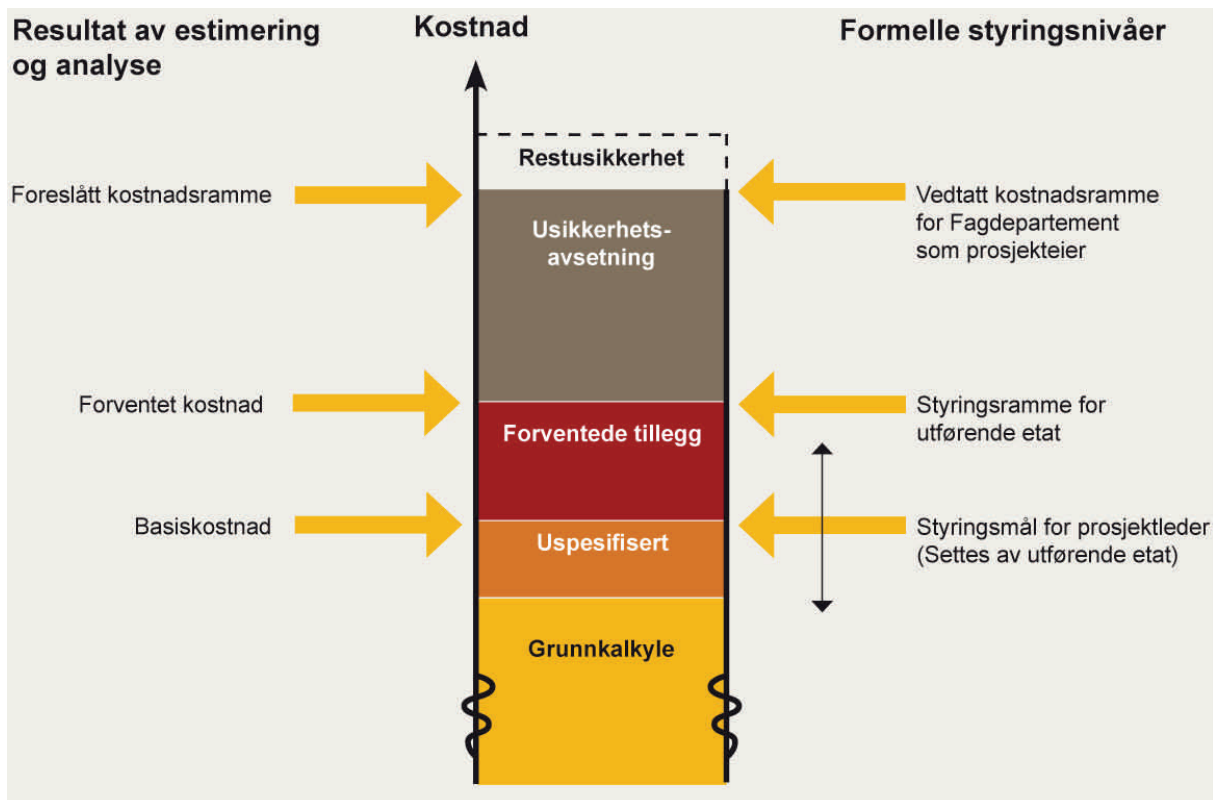 Resultat av estimering
og analyse
Kostnad
Formelle styringsnivåer
Restusikkerhet
Foreslått kostnadsramme
Vedtatt kostnadsramme
for Fagdepartement
som prosjekteier
Usikkerhets-
avsetning
Forventet kostnad
Styringsramme for
utførende etat
Forventede tillegg
Basiskostnad
Styringsmål for prosjektleder
(Settes av utførende etat)
Uspesifisert
Grunnkalkyle